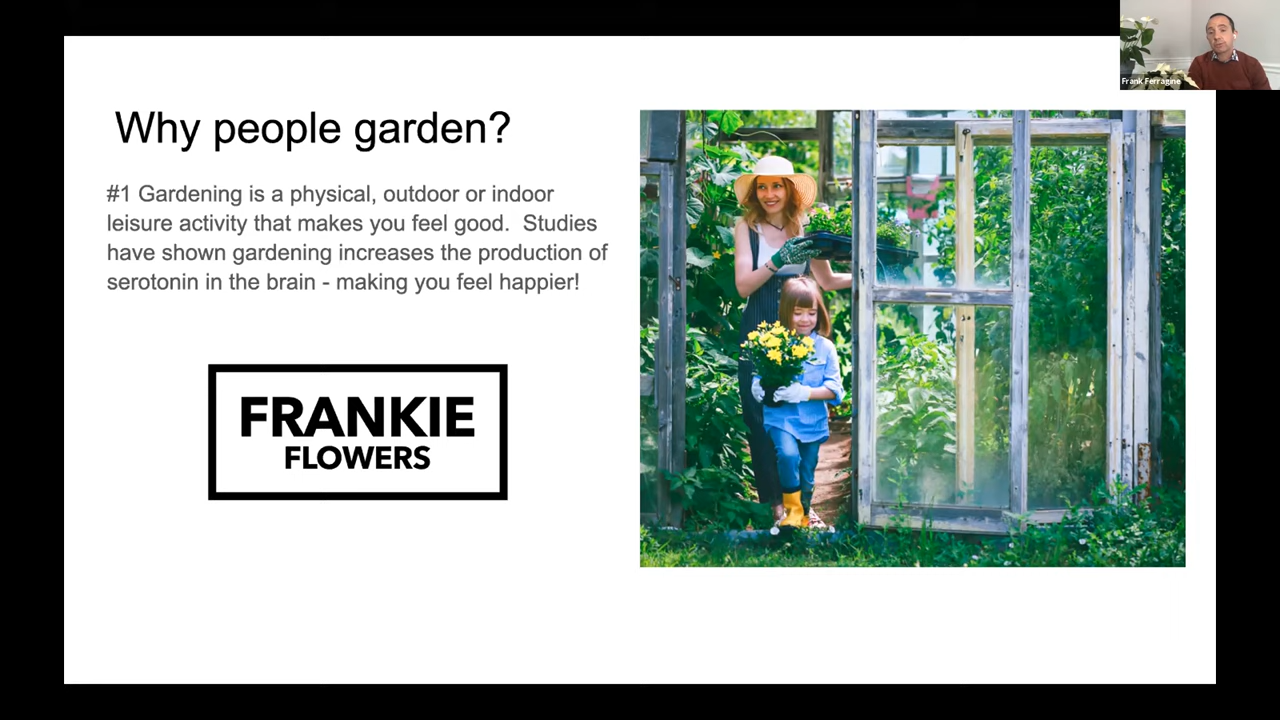 Why people garden?
#1 Gardening is a physical, outdoor or indoor
leisure activity that makes you feel good.  Studies
have shown gardening increases the production of
serotonin in the brain - making you feel happier!
FRANKIE
FLOWERS
Frank Ferragine